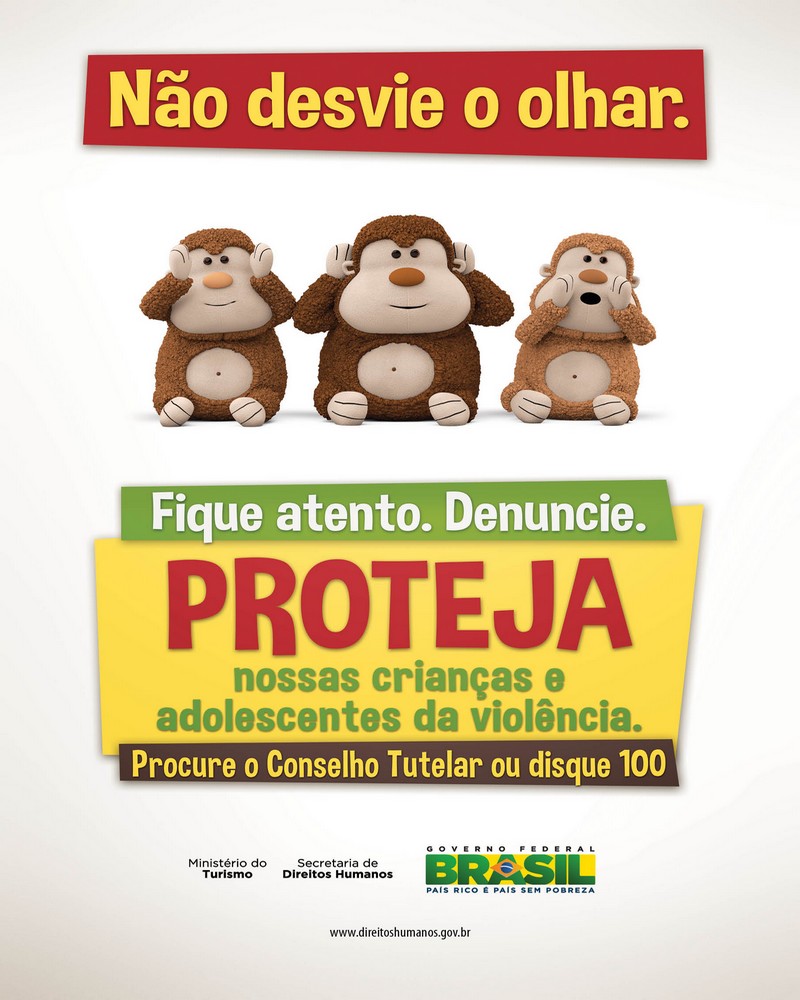 Não desvie o olhar.
Fique atento. Denuncie.
PROTEJA
nossas crianças e
adolescentes da violência.
Procure o Conselho Tutelar ou disque 100
Ministério do
Turismo
Secretaria de
Direitos Humanos
GOVERNO FEDERAL
BRASIL
PAÍS RICO É PAÍS SEM POBREZA
www.direitoshumanos.gov.br